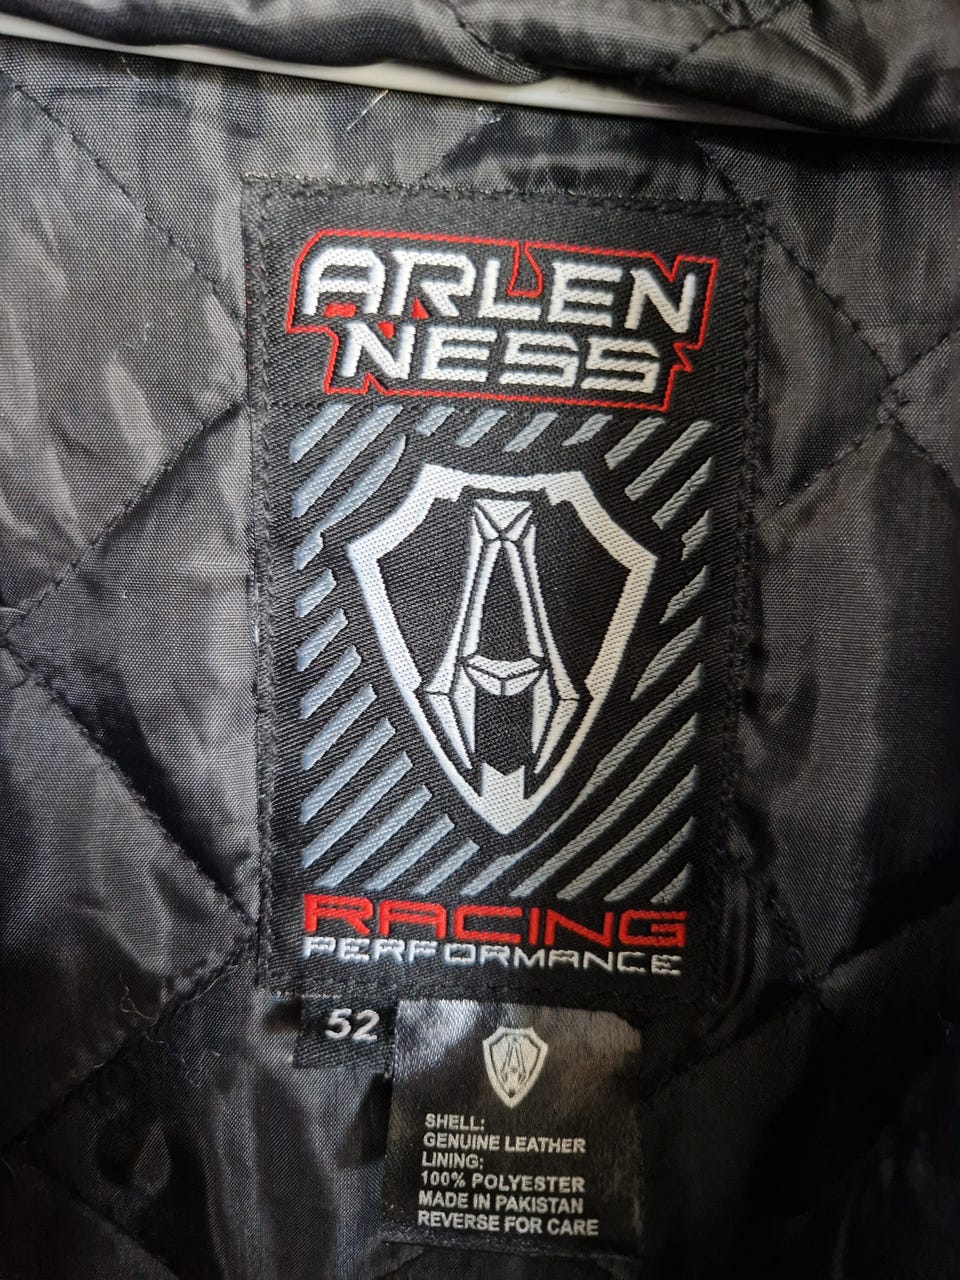 ARLEN
NESS
RACING
PERFORMANCE
52
SHELL:
GENUINE LEATHER
LINING:
100% POLYESTER
MADE IN PAKISTAN
REVERSE FOR CARE